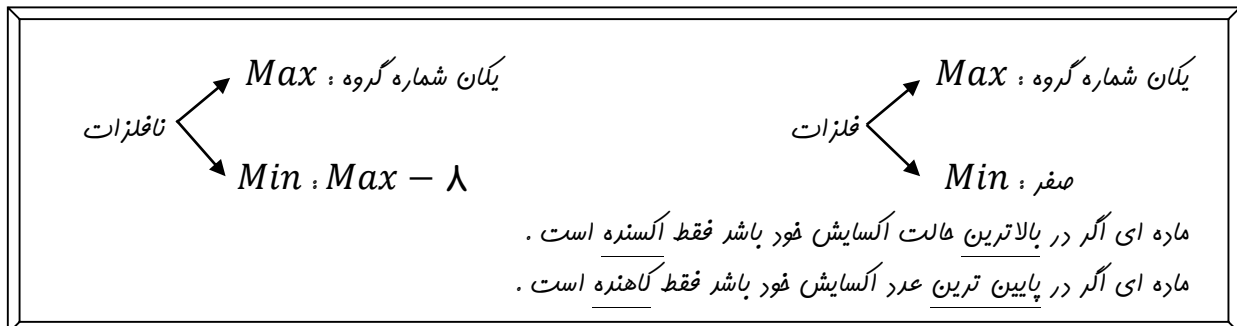 یکان شماره گروه : Max
فلزات
صفر : Min
یکان شماره گروه : Max
نافلزات
Min : Max − ۸
ماده ای اگر در بالاترین حالت اکسایش خود باشد فقط اکسنده است .
ماده ای اگر در پایین ترین عدد اکسایش خود باشد فقط کاهنده است .